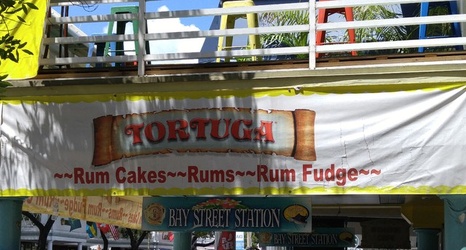 TORTUGA
~~Rum Cakes~~Rums~~Rum Fudge~~
BAY STREET STATION